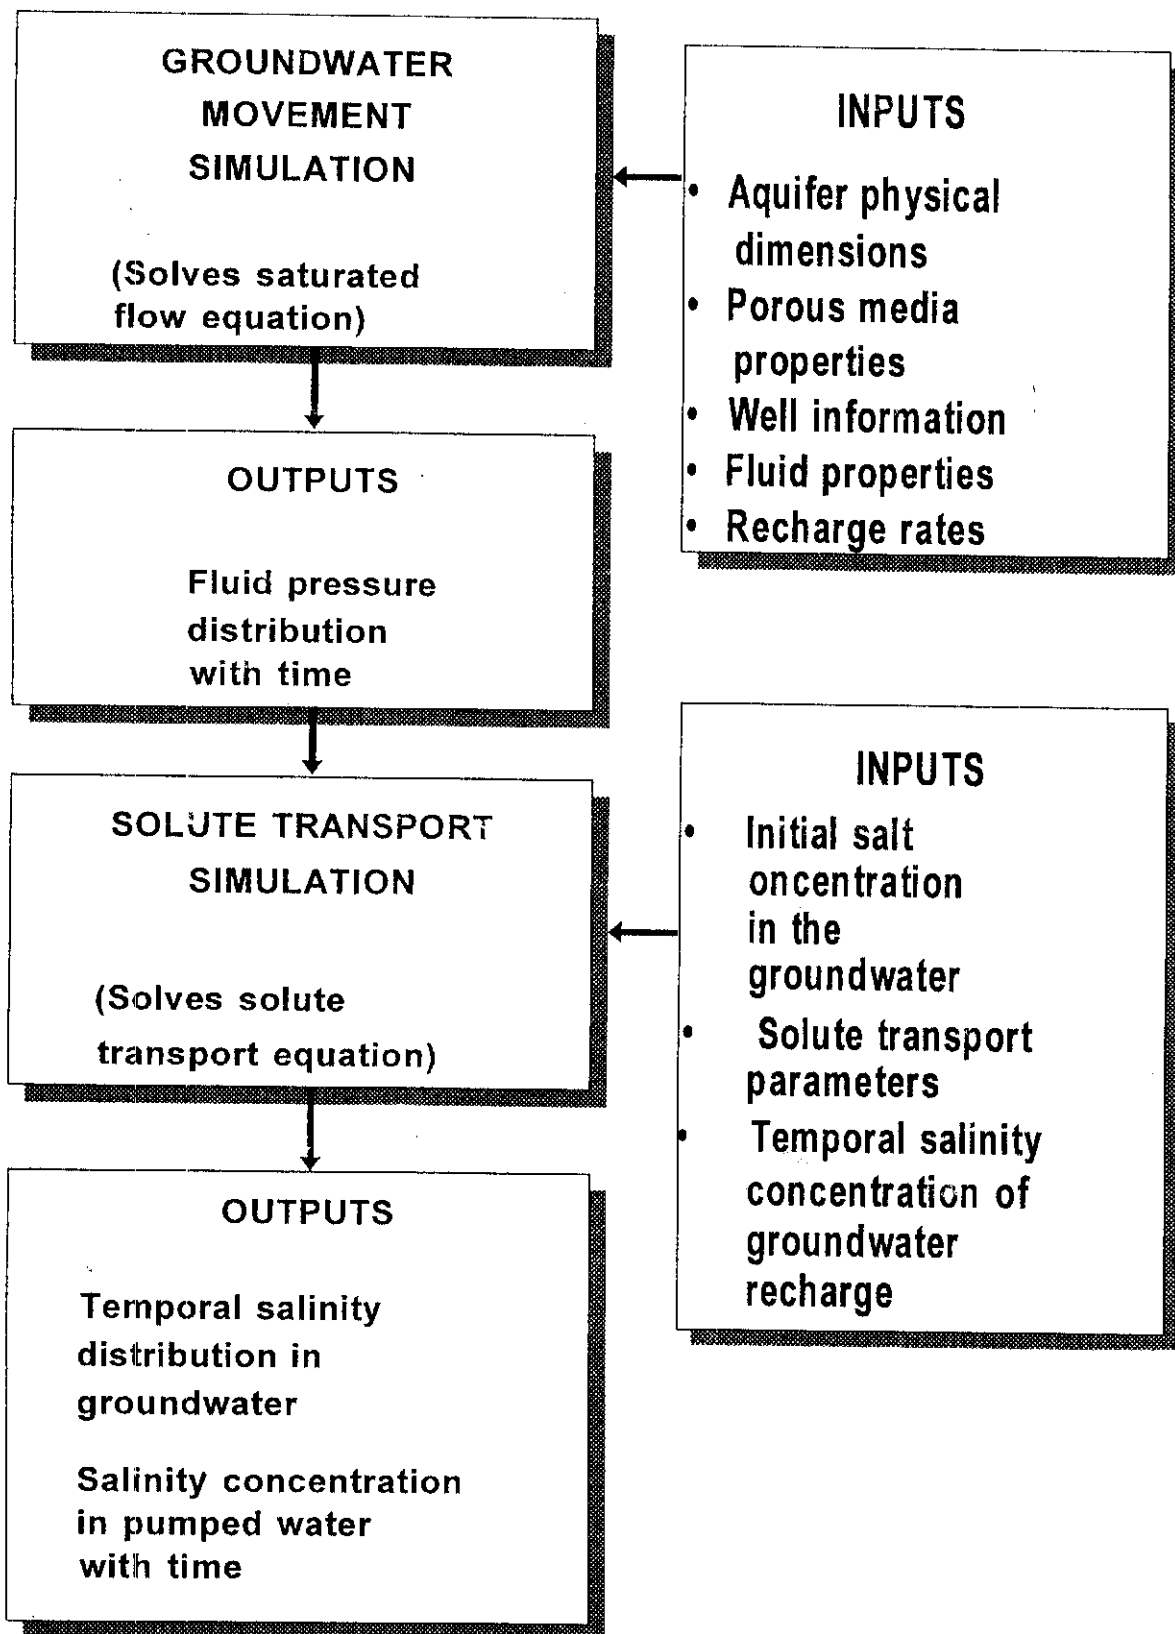 GROUNDWATER
MOVEMENT
SIMULATION
(Solves saturated
flow equation)
INPUTS
• Aquifer physical
dimensions
• Porous media
properties
• Well information
• Fluid properties
• Recharge rates
OUTPUTS
Fluid pressure
distribution
with time
SOLUTE TRANSPORT
SIMULATION
(Solves solute
transport equation)
INPUTS
• Initial salt
oncentration
in the
groundwater
• Solute transport
parameters
• Temporal salinity
concentration of
groundwater
recharge
OUTPUTS
Temporal salinity
distribution in
groundwater
Salinity concentration
in pumped water
with time